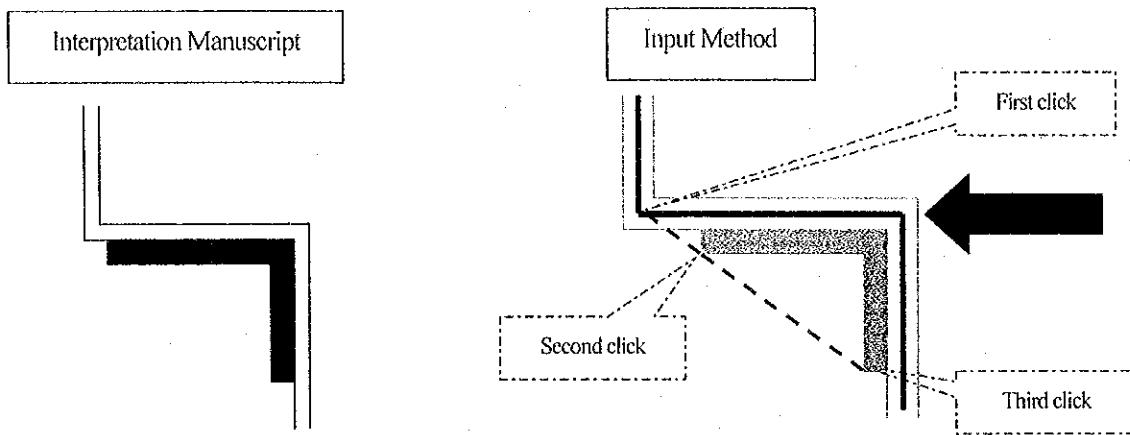 Interpretation Manuscript
Input Method
First click
Second click
Third click